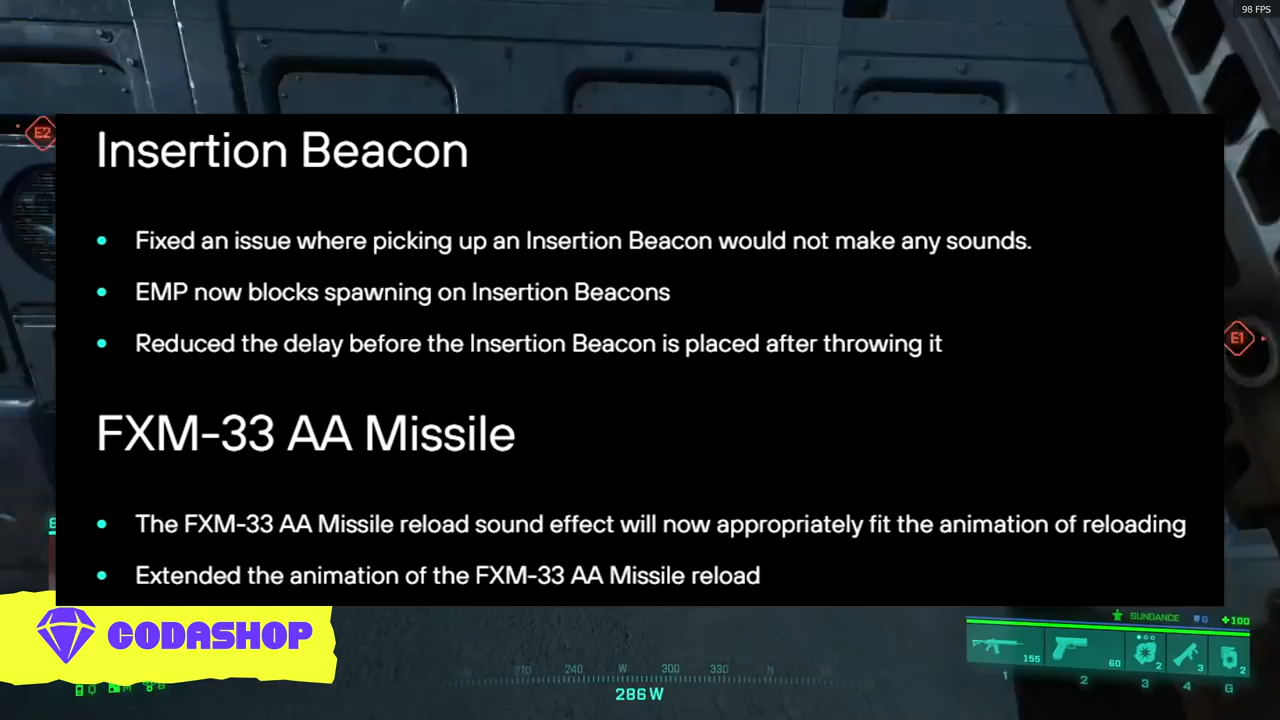 98 FPS
E2
Insertion Beacon
Fixed an issue where picking up an Insertion Beacon would not make any sounds.
EMP now blocks spawning on Insertion Beacons
Reduced the delay before the Insertion Beacon is placed after throwing it
E1
FXM-33 AA Missile
The FXM-33 AA Missile reload sound effect will now appropriately fit the animation of reloading
Extended the animation of the FXM-33 AA Missile reload
CODASHOP
SUNDANCE 0 +100
155 60 2 3 2
1 2 3 4 G
210 240 W 300 330 N
286 W